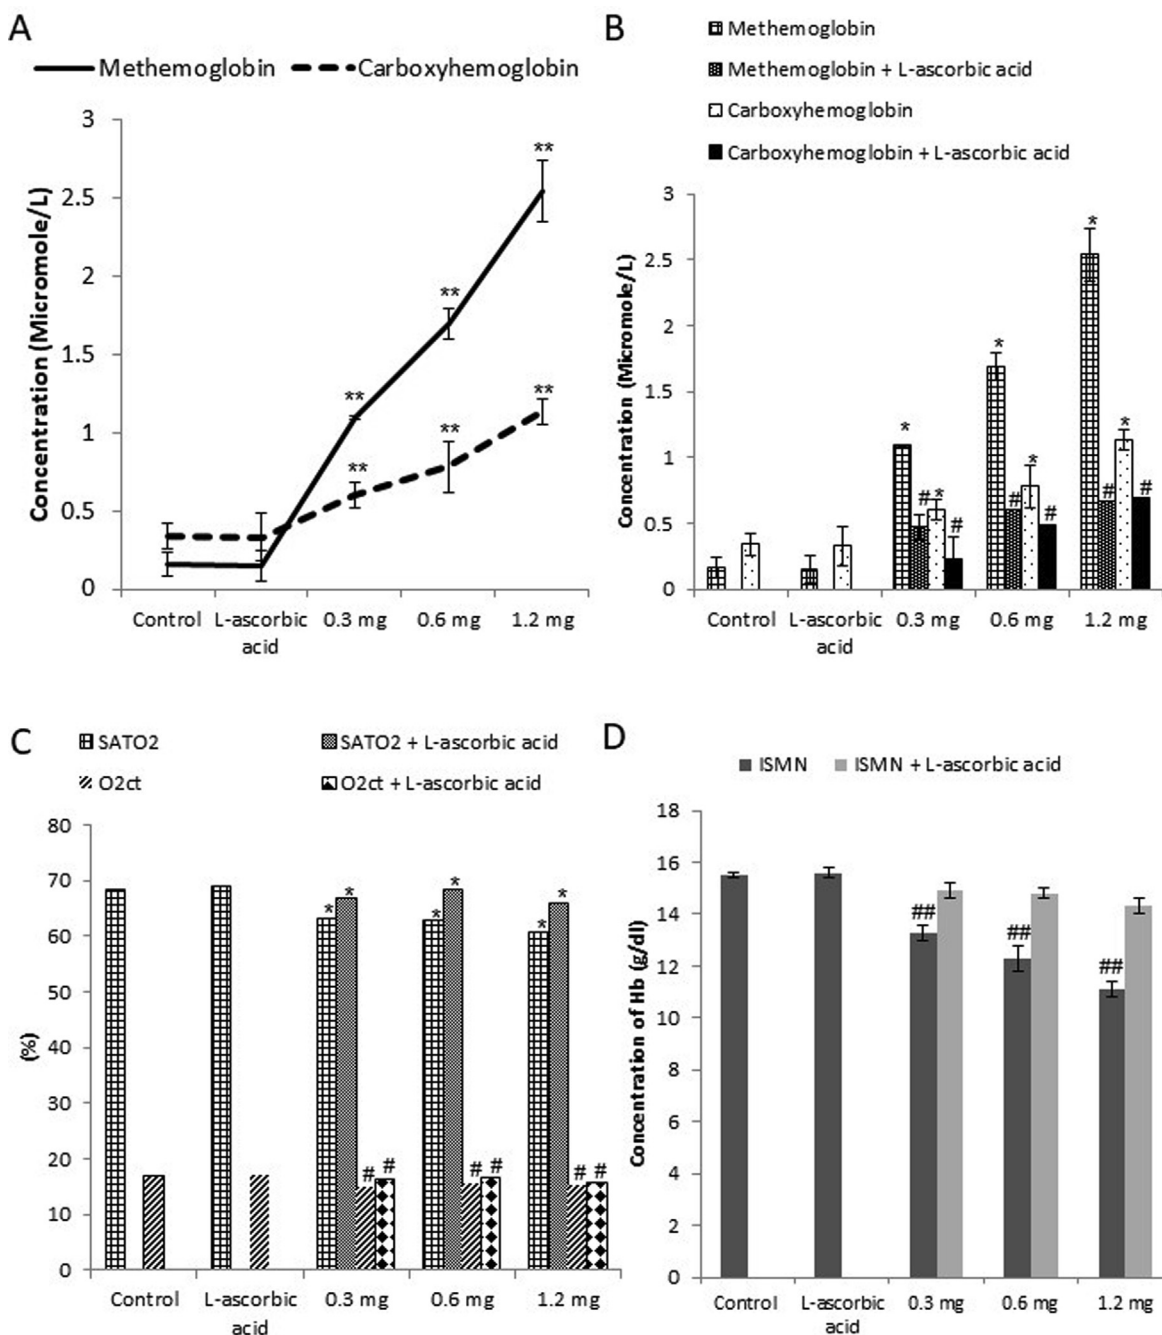 A
Methemoglobin Carboxyhemoglobin
Concentration (Micromole/L)
3
2.5
2
1.5
1
0.5
0
** ** **
** ** **
Control L-ascorbic acid 0.3 mg 0.6 mg 1.2 mg
B
Methemoglobin
Methemoglobin + L-ascorbic acid
Carboxyhemoglobin
Carboxyhemoglobin + L-ascorbic acid
Concentration (Micromole/L)
3
2.5
2
1.5
1
0.5
0
* # * #
* # * #
* # * #
Control L-ascorbic acid 0.3 mg 0.6 mg 1.2 mg
C
SATO2 SATO2 + L-ascorbic acid
O2ct O2ct + L-ascorbic acid
(%)
80
70
60
50
40
30
20
10
0
* * # #
* * # #
* * # #
Control L-ascorbic acid 0.3 mg 0.6 mg 1.2 mg
D
ISMN ISMN + L-ascorbic acid
Concentration of Hb (g/dl)
18
16
14
12
10
8
6
4
2
0
## ## ##
Control L-ascorbic acid 0.3 mg 0.6 mg 1.2 mg